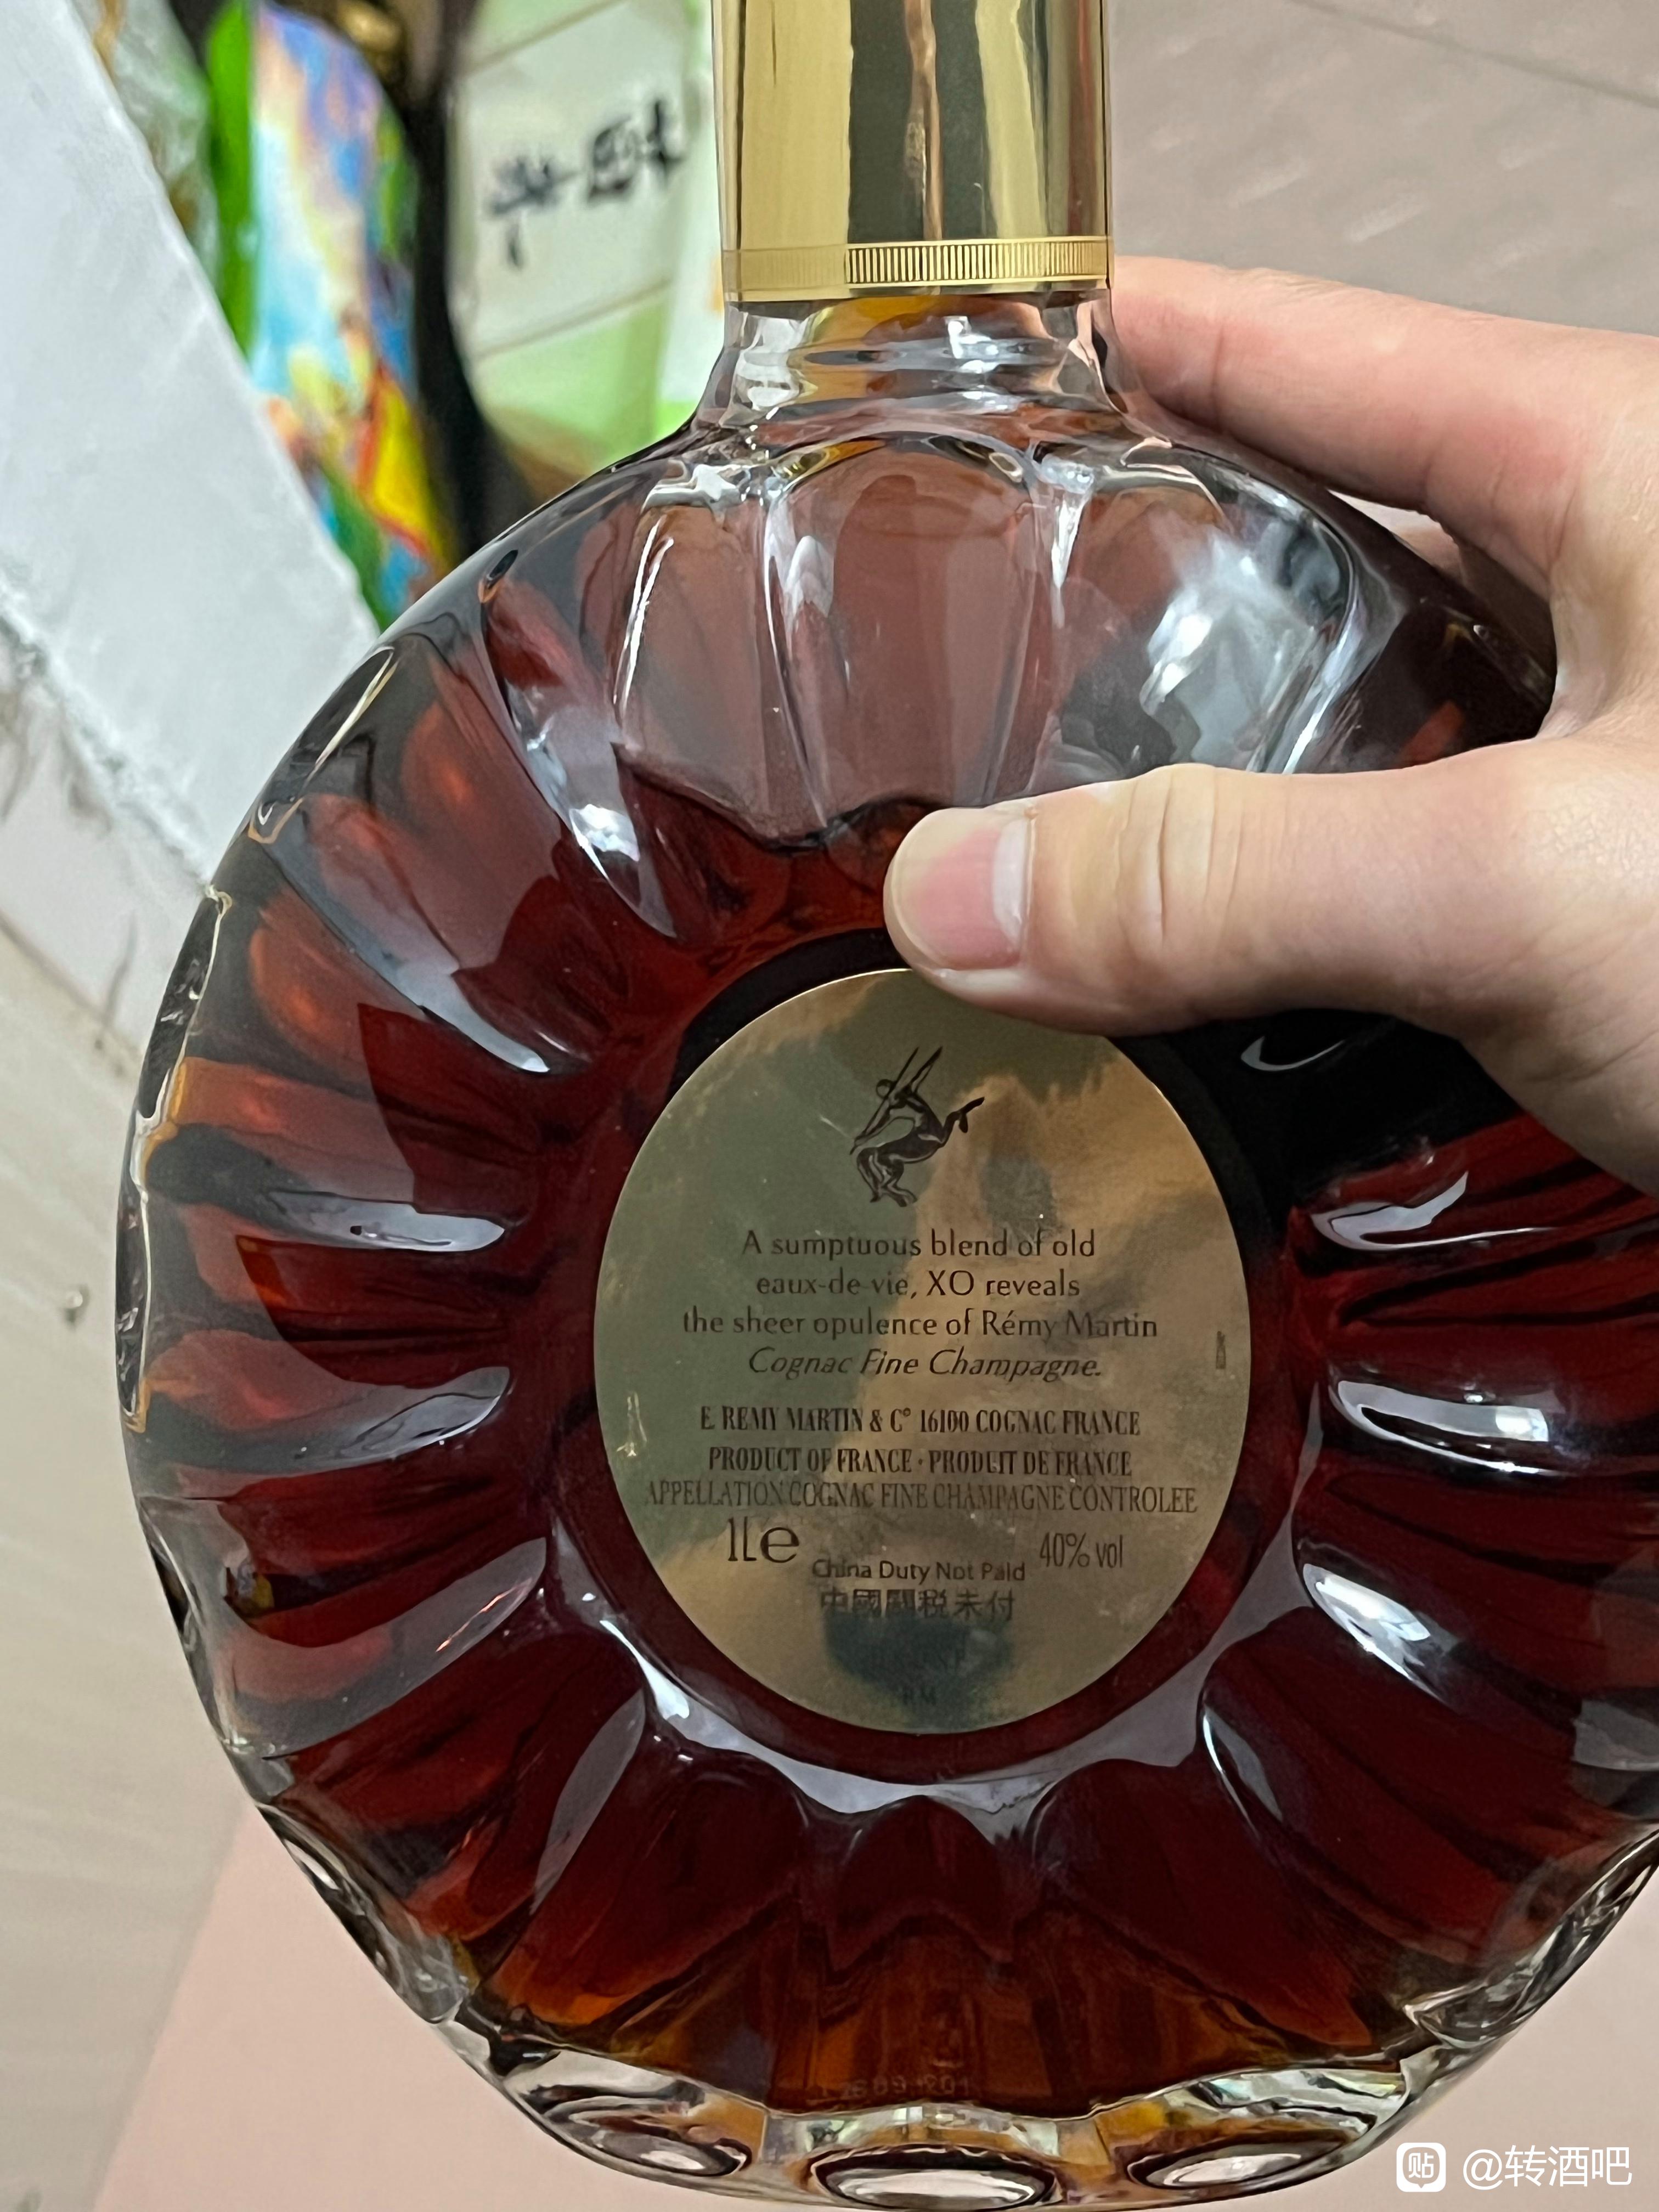 A sumptuous blend of old
eaux-de-vie, XO reveals
the sheer opulence of Rémy Martin
Cognac Fine Champagne.
E. REMY MARTIN & C° 16100 COGNAC FRANCE
PRODUCT OF FRANCE · PRODUIT DE FRANCE
APPELLATION COGNAC FINE CHAMPAGNE CONTROLEE
1L e 40% vol
China Duty Not Paid
中國關税未付
贴 @转酒吧